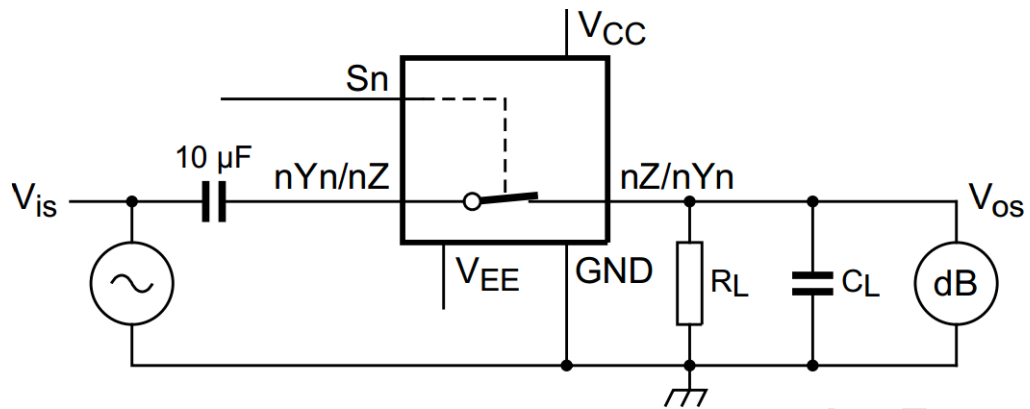 VCC
Sn
10 µF
nYn/nZ
nZ/nYn
Vis
Vos
VEE
GND
RL
CL
dB